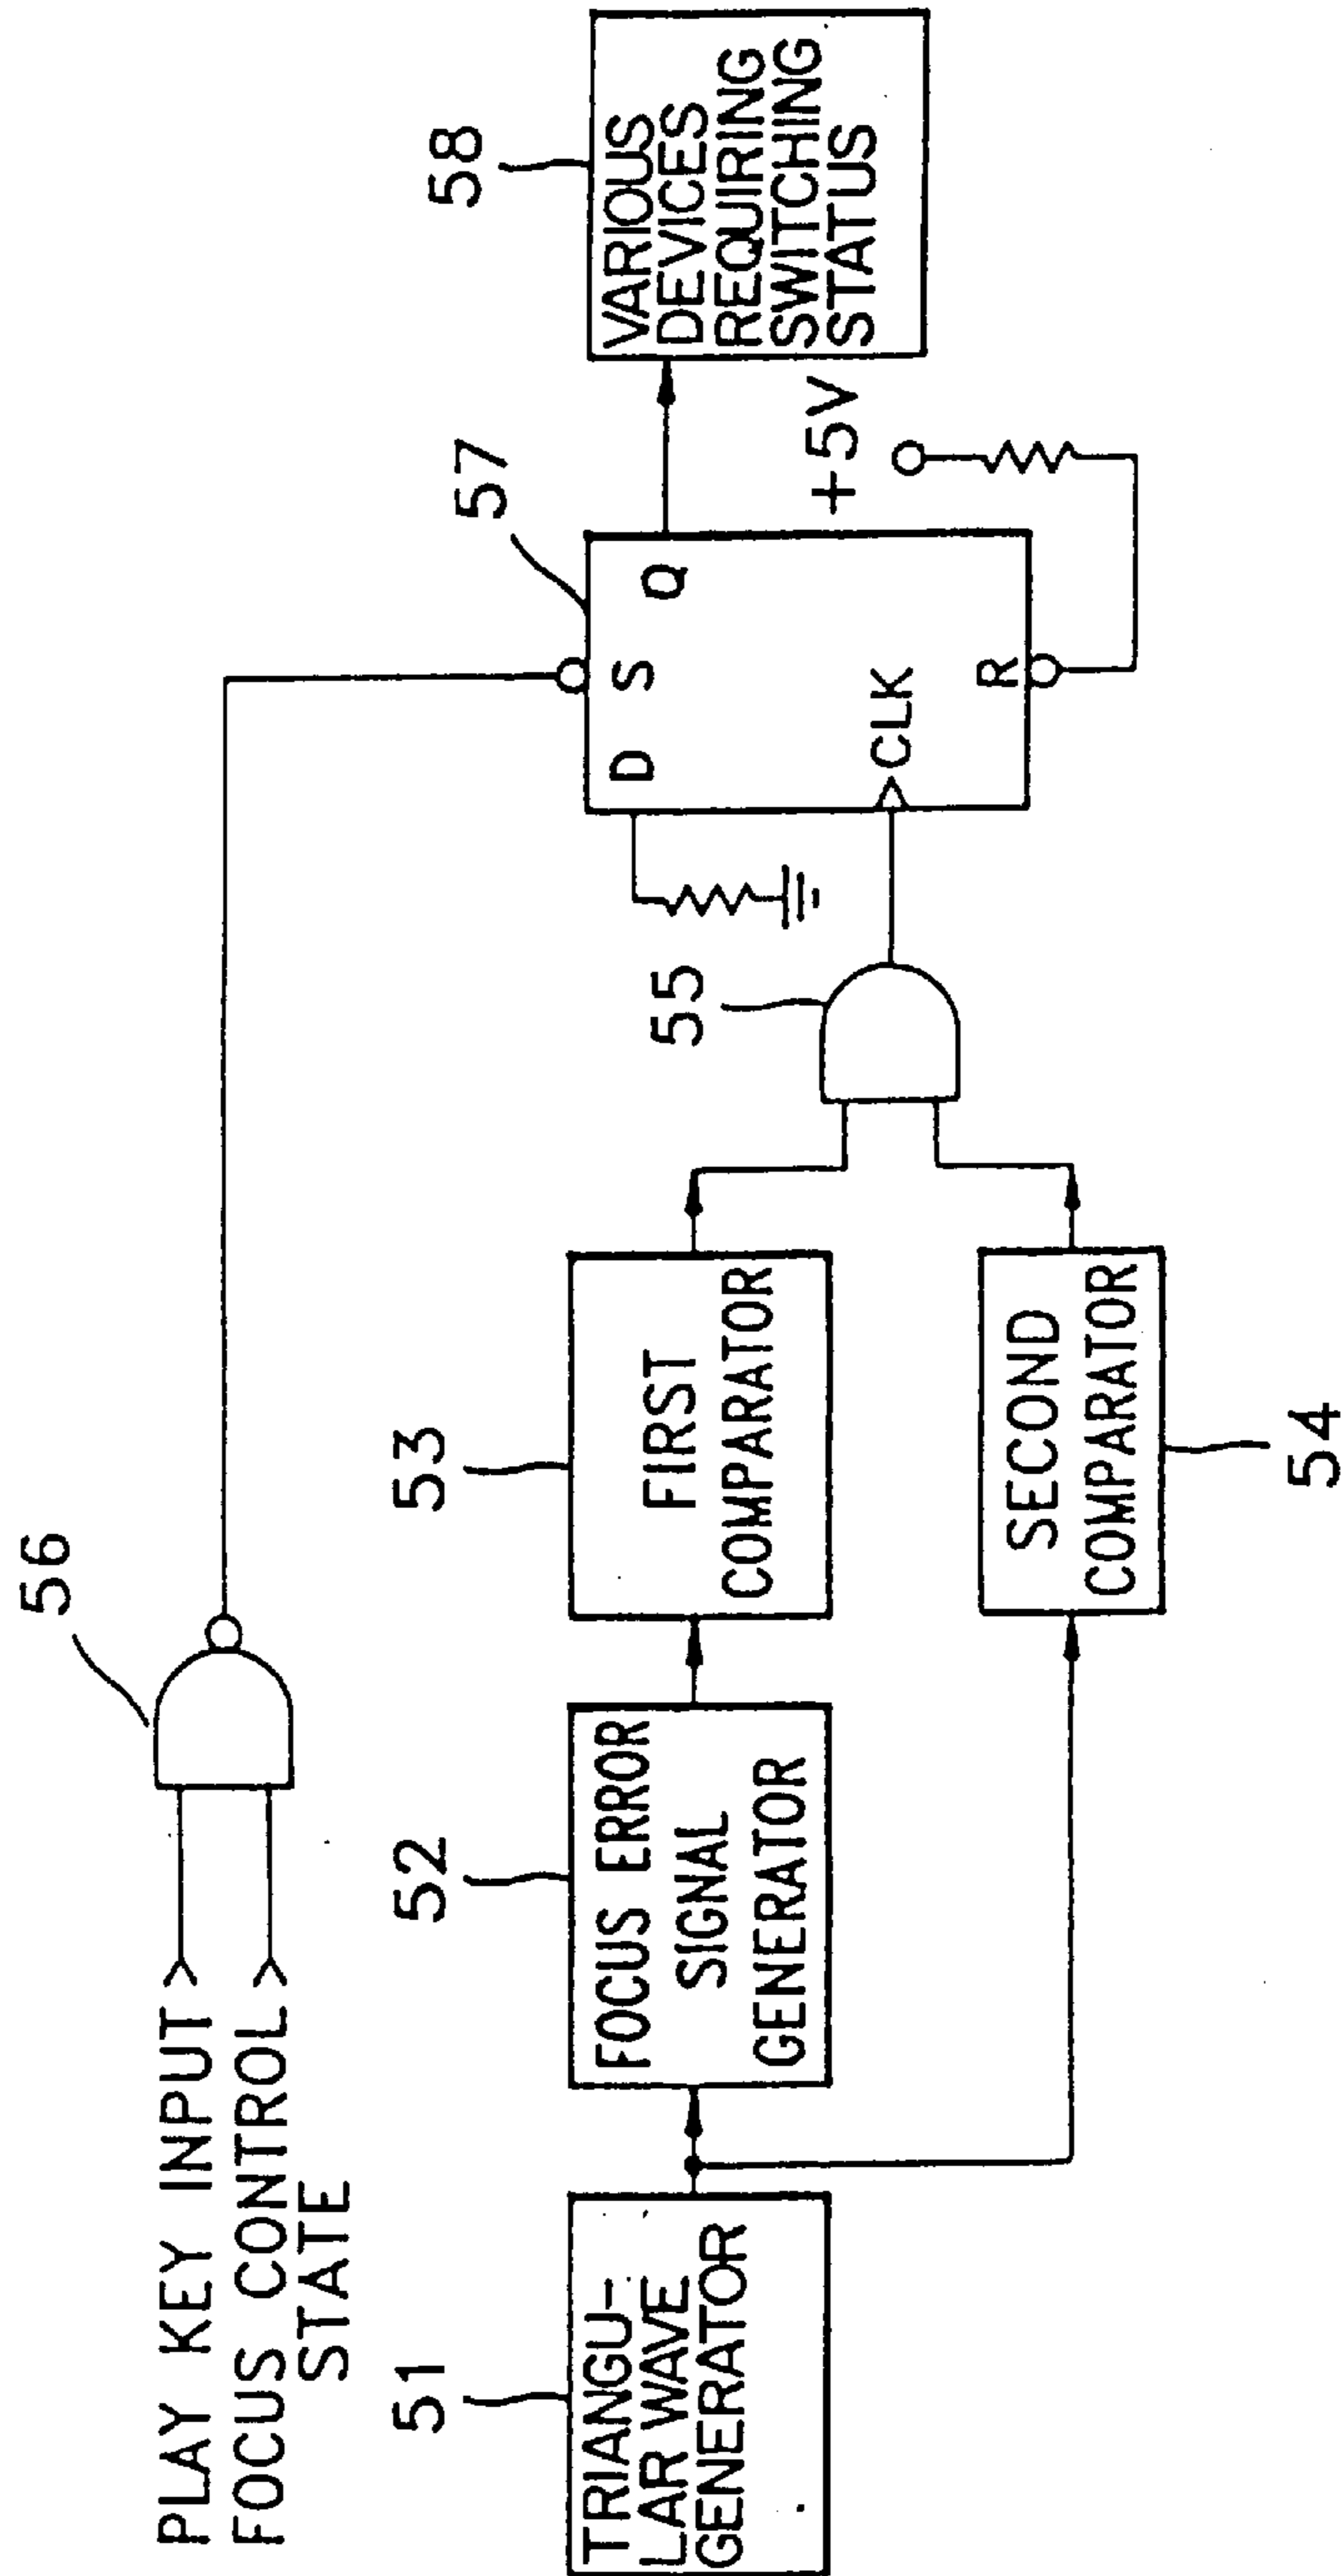 PLAY KEY INPUT
FOCUS CONTROL
STATE
56
51
TRIANGU-
LAR WAVE
GENERATOR
52
FOCUS ERROR
SIGNAL
GENERATOR
53
FIRST
COMPARATOR
SECOND
COMPARATOR
54
55
57
D
S
Q
CLK
R
+5V
58
VARIOUS
DEVICES
REQUIRING
SWITCHING
STATUS